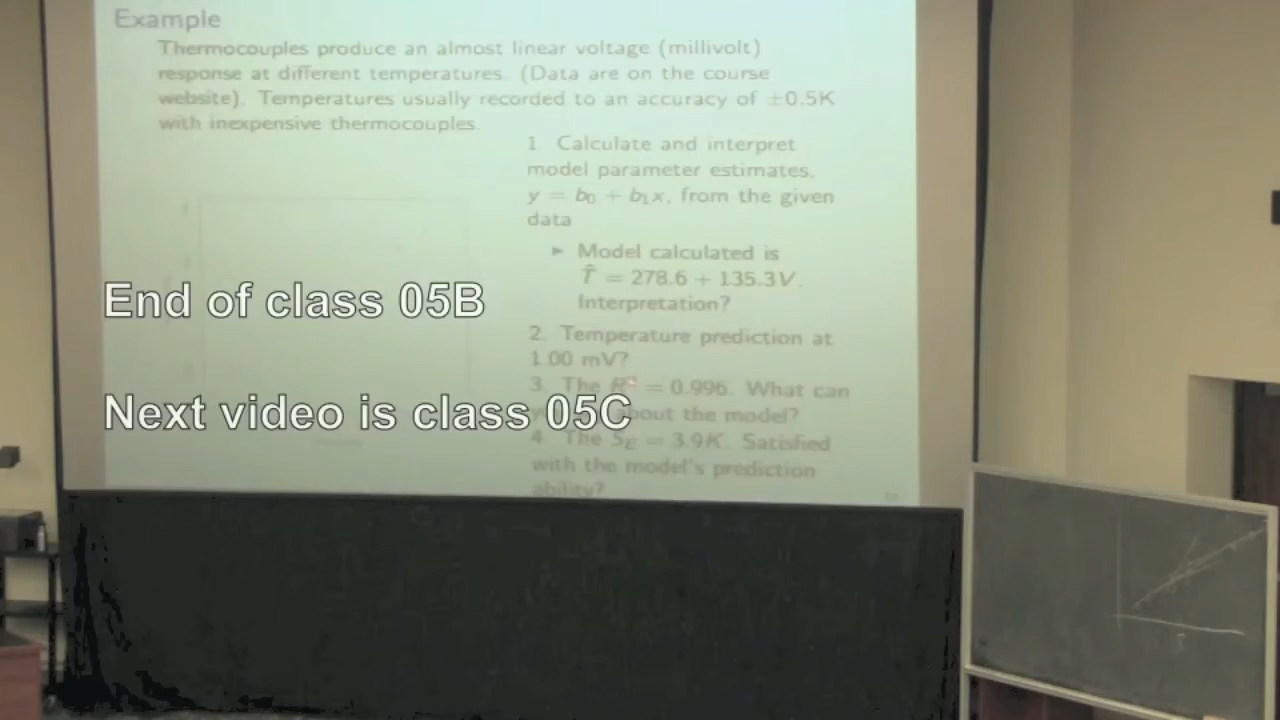 Example
Thermocouples produce an almost linear voltage (millivolt)
response at different temperatures. (Data are on the course
website). Temperatures usually recorded to an accuracy of ±0.5K
with inexpensive thermocouples.
1. Calculate and interpret
model parameter estimates,
y = b₀ + b₁x, from the given
data
► Model calculated is
T̂ = 278.6 + 135.3V.
Interpretation?
2. Temperature prediction at
1.00 mV?
3. The R² = 0.996. What can
about the model?
4. The S_E = 3.9K. Satisfied
with the model's prediction
ability?
End of class 05B
Next video is class 05C